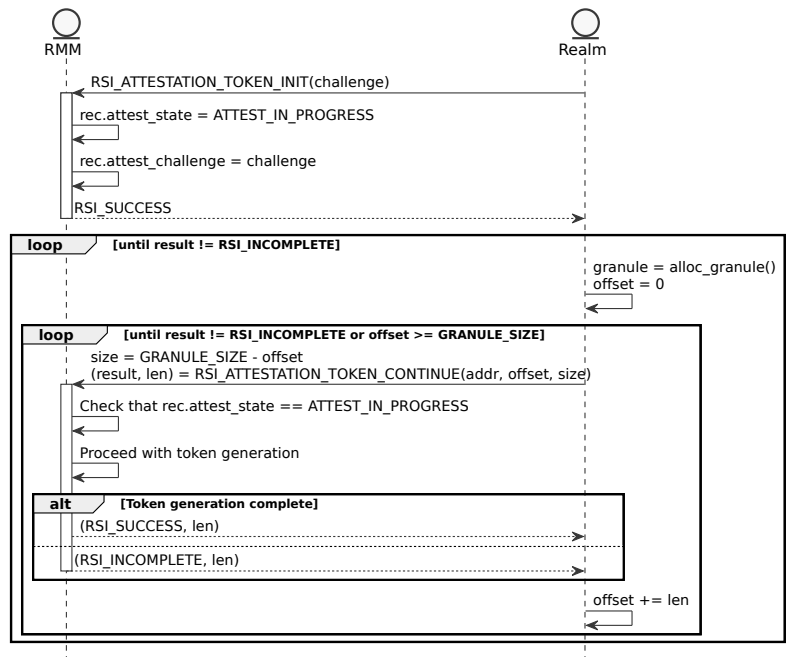 RMM
Realm
RSI_ATTESTATION_TOKEN_INIT(challenge)
rec.attest_state = ATTEST_IN_PROGRESS
rec.attest_challenge = challenge
RSI_SUCCESS
loop [until result != RSI_INCOMPLETE]
granule = alloc_granule()
offset = 0
loop [until result != RSI_INCOMPLETE or offset >= GRANULE_SIZE]
size = GRANULE_SIZE - offset
(result, len) = RSI_ATTESTATION_TOKEN_CONTINUE(addr, offset, size)
Check that rec.attest_state == ATTEST_IN_PROGRESS
Proceed with token generation
alt [Token generation complete]
(RSI_SUCCESS, len)
(RSI_INCOMPLETE, len)
offset += len